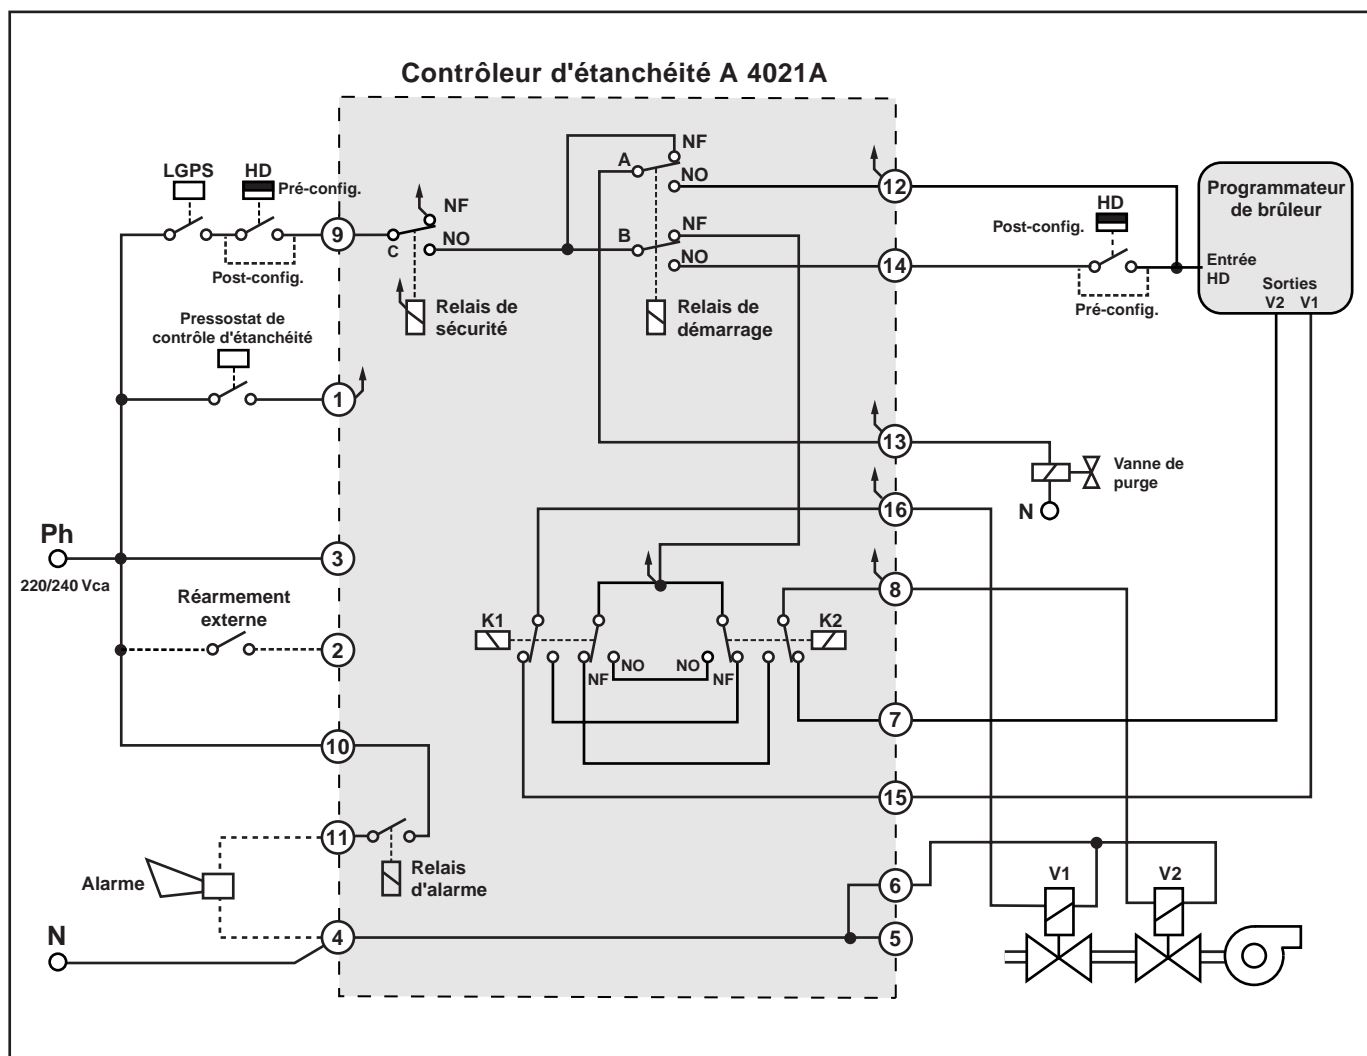 Contrôleur d'étanchéité A 4021A
LGPS
HD
Pré-config.
Post-config.
9
C
NF
NO
Relais de
sécurité
A
NF
NO
B
NF
NO
Relais de
démarrage
12
14
HD
Post-config.
Pré-config.
Programmateur
de brûleur
Entrée
HD
Sorties
V2
V1
Pressostat de
contrôle d'étanchéité
1
13
Vanne de
purge
N
16
Ph
220/240 Vca
3
8
Réarmement
externe
2
K1
NF
NO
NO
NF
K2
7
10
15
11
Relais
d'alarme
Alarme
6
V1
V2
N
4
5